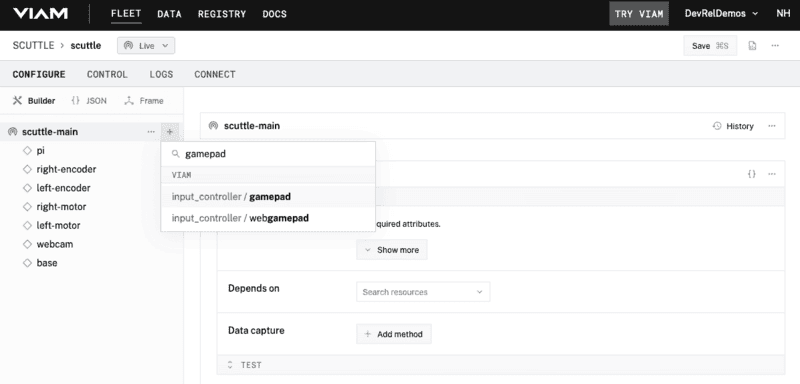 VIAM FLEET DATA REGISTRY DOCS TRY VIAM DevRelDemos NH
SCUTTLE > scuttle Live Save ⌘S
CONFIGURE CONTROL LOGS CONNECT
Builder {} JSON Frame
scuttle-main ... +
scuttle-main History ...
pi
gamepad
right-encoder
VIAM
{} ...
left-encoder
input_controller / gamepad
right-motor
input_controller / webgamepad
left-motor
quired attributes.
webcam
Show more
base
Depends on Search resources
Data capture + Add method
TEST